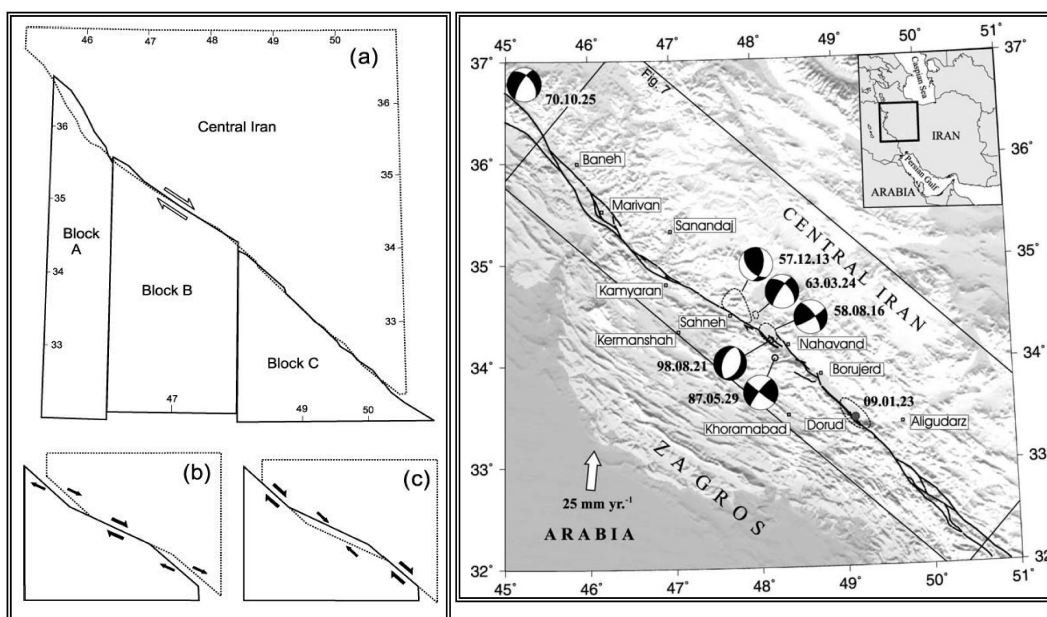 46
47
48
49
50
(a)
36
Central Iran
36
35
35
Block
A
34
34
Block B
33
33
Block C
47
49
50
(b)
(c)
45
46
47
48
49
50
51
37
37
Fig. 7
70.10.25
Caspian Sea
IRAN
Persian Gulf
ARABIA
36
Baneh
36
Marivan
Sanandaj
CENTRAL IRAN
57.12.13
35
63.03.24
35
Kamyaran
58.08.16
Sahneh
Kermanshah
Nahavand
34
34
98.08.21
Borujerd
87.05.29
09.01.23
Khoramabad
Dorud
Aligudarz
33
33
ZAGROS
25 mm yr.-1
ARABIA
32
32
45
46
47
48
49
50
51